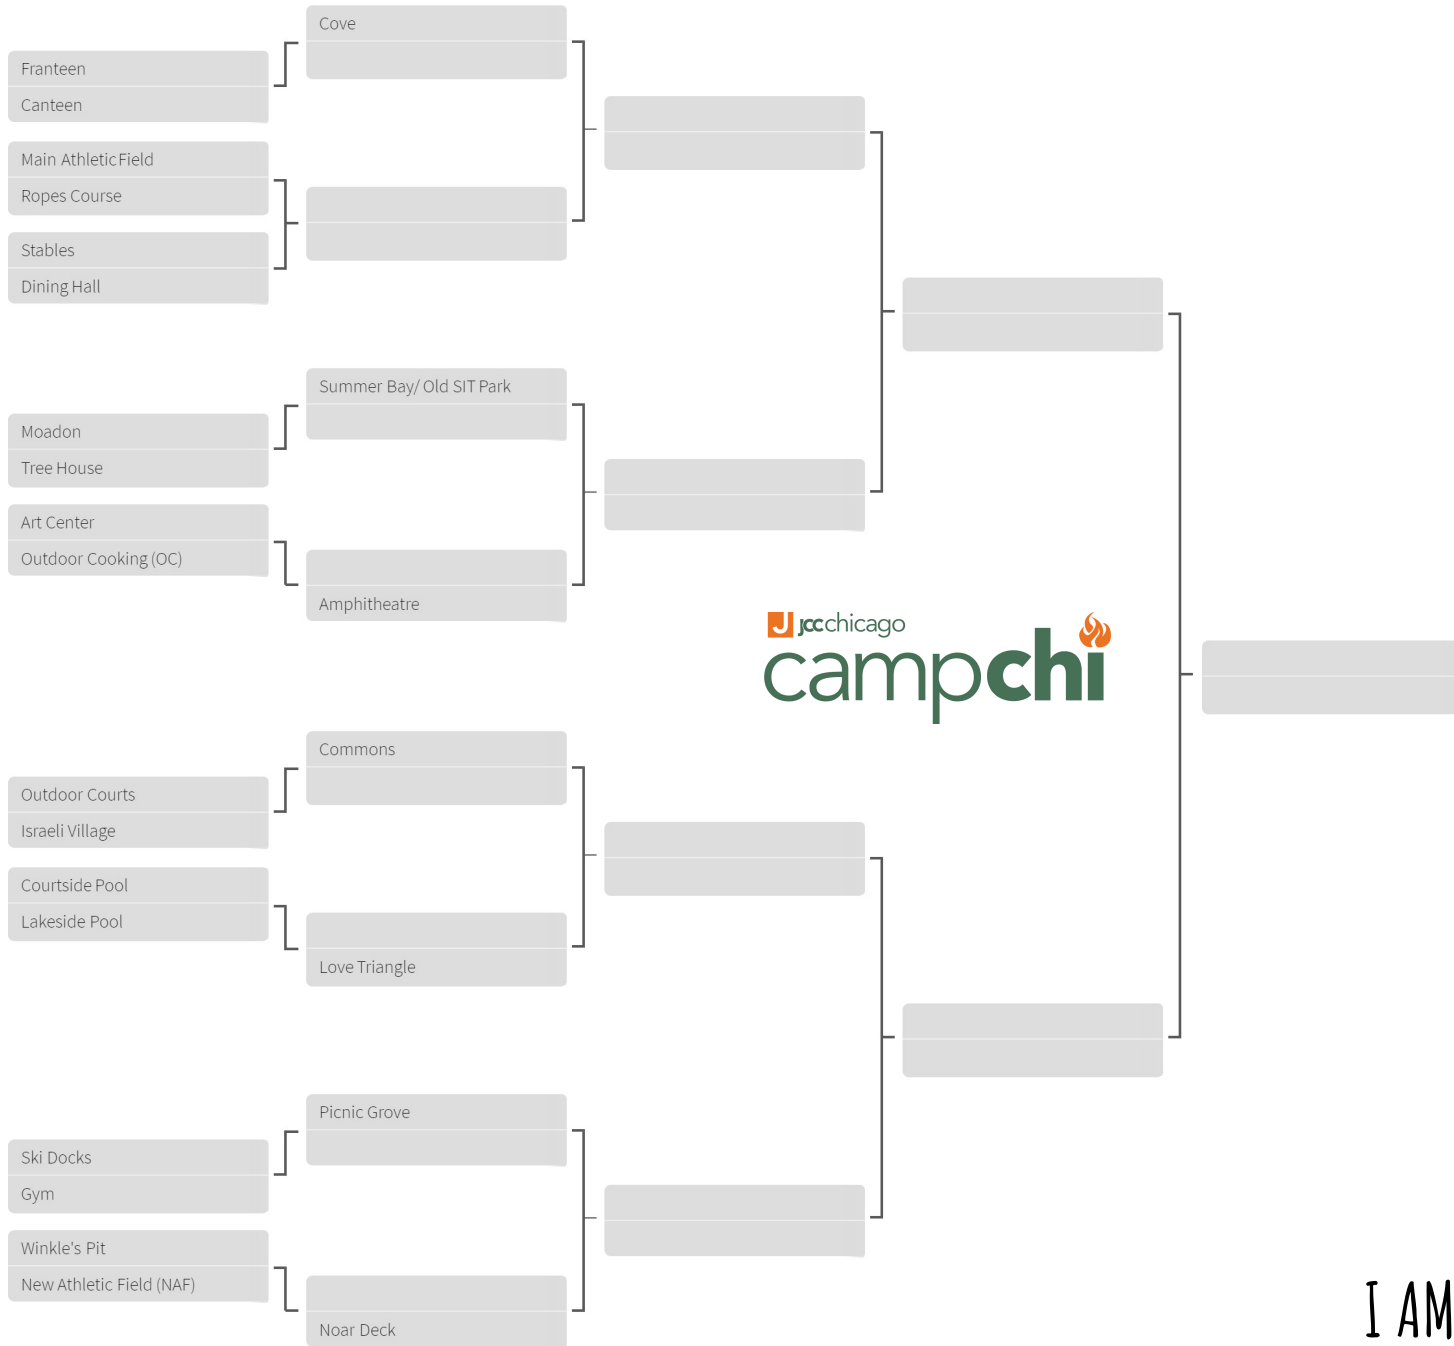 Cove
Franteen
Canteen
Main Athletic Field
Ropes Course
Stables
Dining Hall
Summer Bay/ Old SIT Park
Moadon
Tree House
Art Center
Outdoor Cooking (OC)
Amphitheatre
J jccchicago
campchi
Commons
Outdoor Courts
Israeli Village
Courtside Pool
Lakeside Pool
Love Triangle
Picnic Grove
Ski Docks
Gym
Winkle's Pit
New Athletic Field (NAF)
Noar Deck
I AM